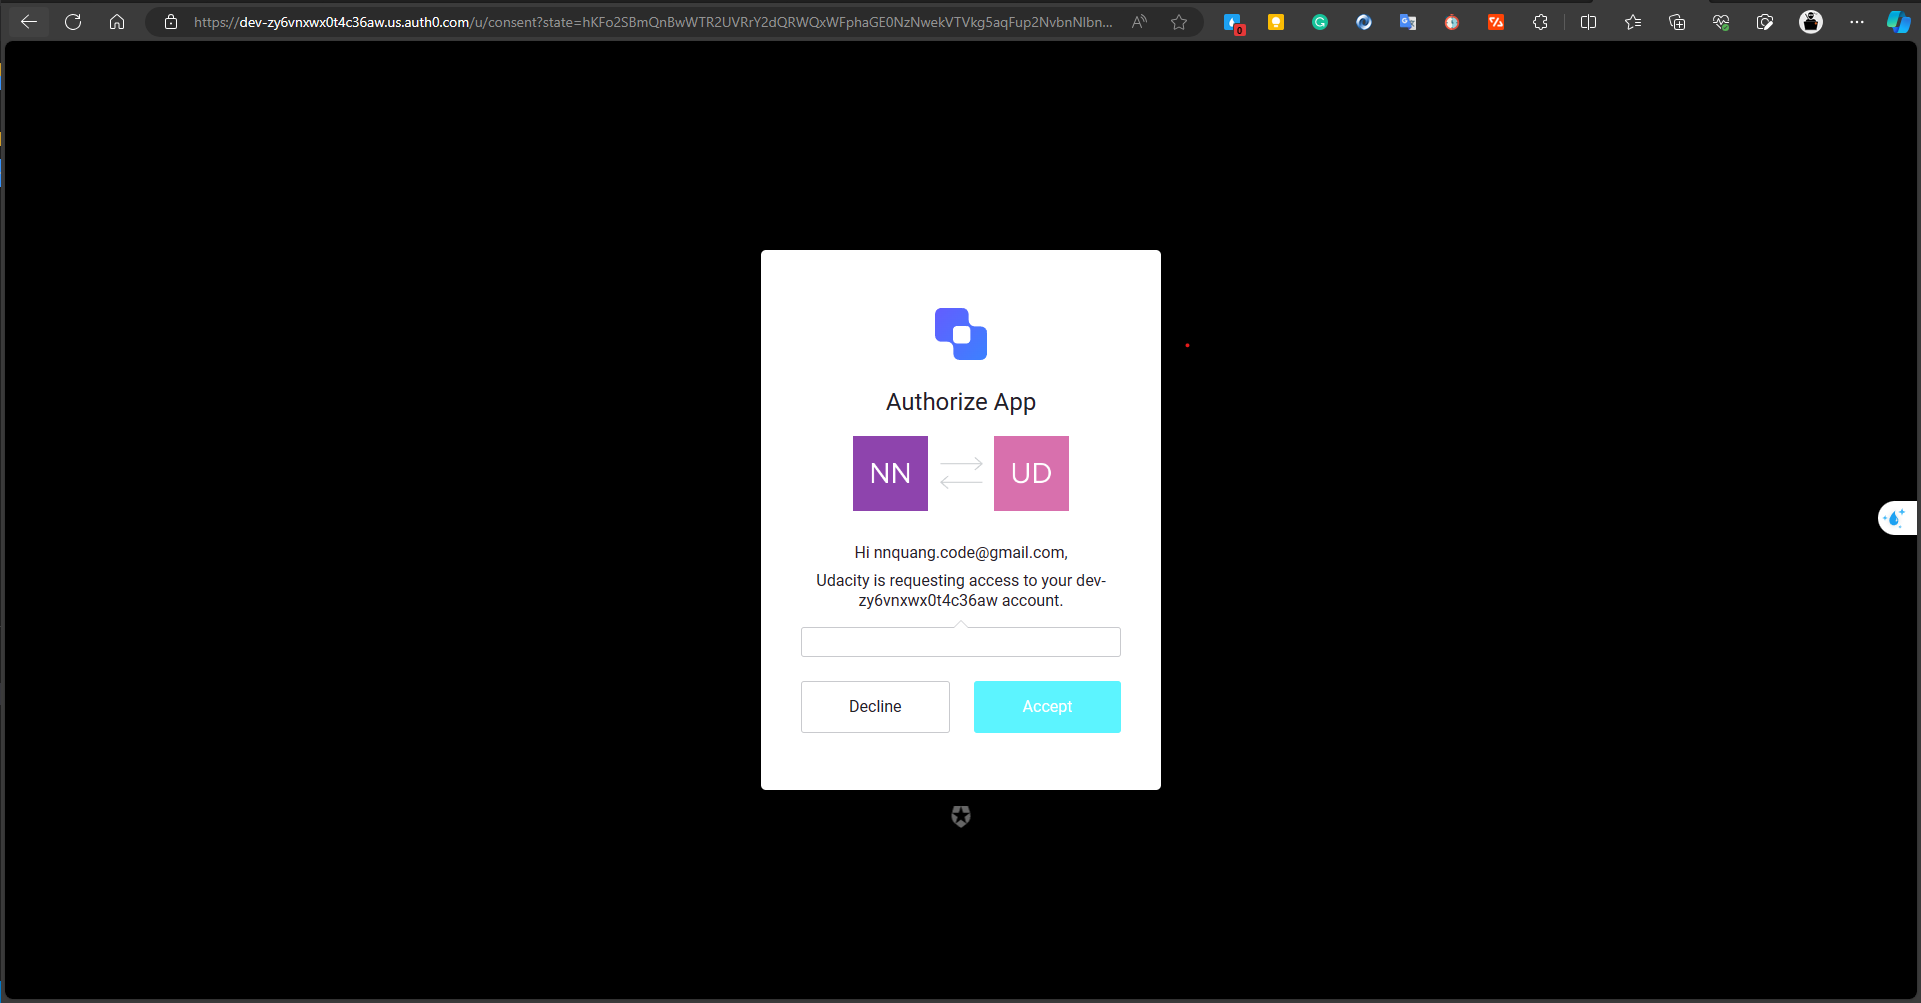 https://dev-zy6vnxwx0t4c36aw.us.auth0.com/u/consent?state=hKFo2SBmQnBwWTR2UVRrY2dQRWQxWFphaGE0NzNwekVTVkg5aqFup2NvbnNlbn...
0
Authorize App
NN
UD
Hi nnquang.code@gmail.com,
Udacity is requesting access to your dev-
zy6vnxwx0t4c36aw account.
Decline
Accept